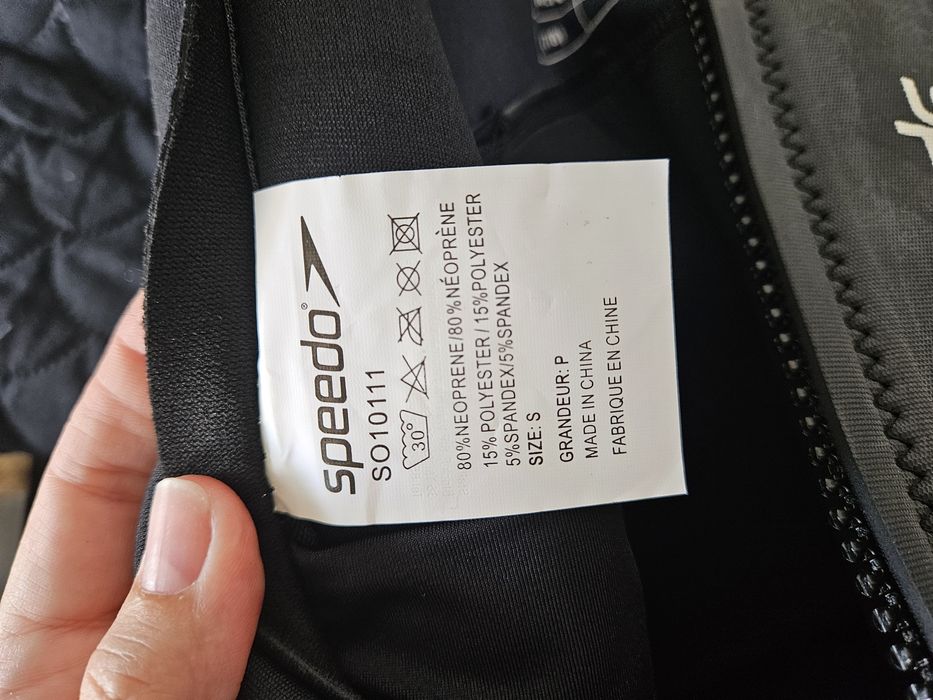 speedo®
SO10111
30°
80%NEOPRENE/80%NÉOPRÈNE
15% POLYESTER / 15%POLYESTER
5%SPANDEX/5%SPANDEX
SIZE: S
GRANDEUR: P
MADE IN CHINA
FABRIQUE EN CHINE